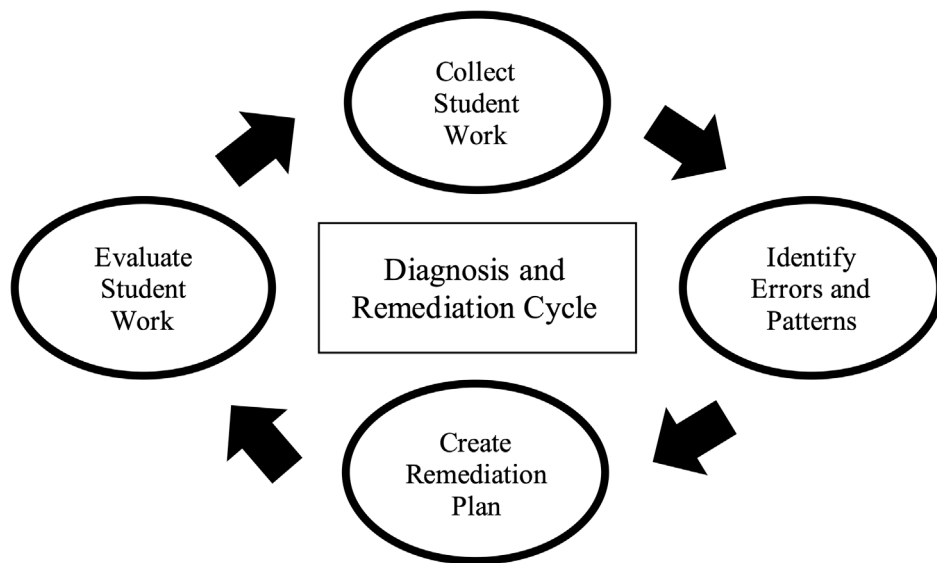 Collect
Student
Work
Evaluate
Student
Work
Diagnosis and
Remediation Cycle
Identify
Errors and
Patterns
Create
Remediation
Plan